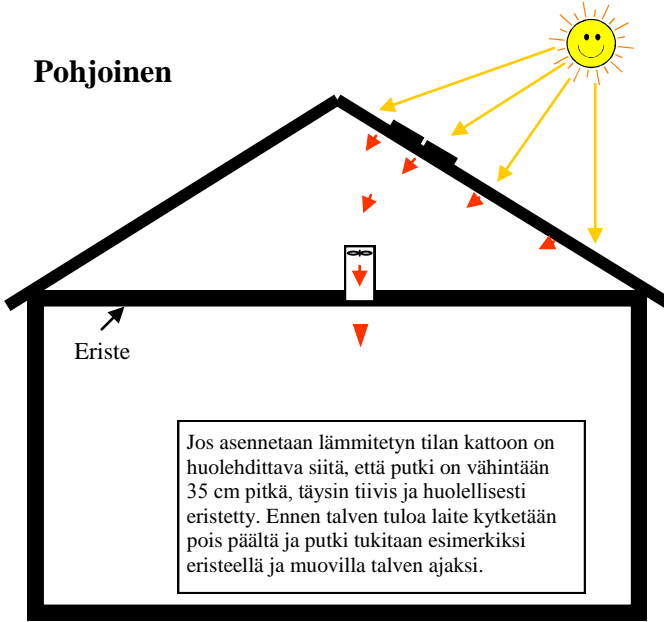 Pohjoinen
Eriste
Jos asennetaan lämmitetyn tilan kattoon on
huolehdittava siitä, että putki on vähintään
35 cm pitkä, täysin tiivis ja huolellisesti
eristetty. Ennen talven tuloa laite kytketään
pois päältä ja putki tukitaan esimerkiksi
eristeellä ja muovilla talven ajaksi.